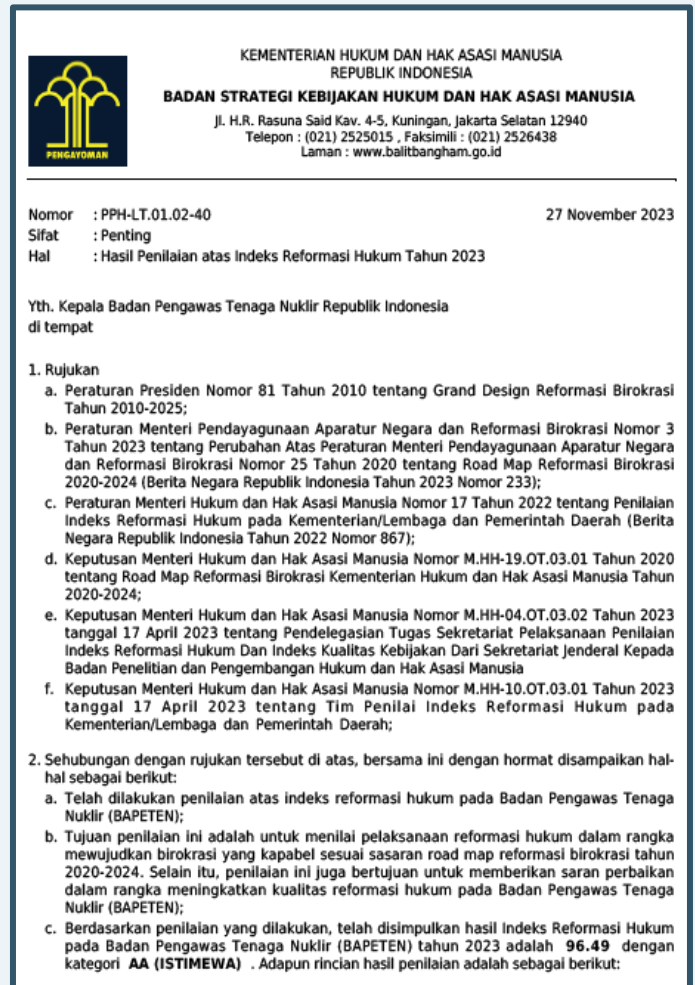 KEMENTERIAN HUKUM DAN HAK ASASI MANUSIA
REPUBLIK INDONESIA
BADAN STRATEGI KEBIJAKAN HUKUM DAN HAK ASASI MANUSIA
Jl. H.R. Rasuna Said Kav. 4-5, Kuningan, Jakarta Selatan 12940
Telepon : (021) 2525015 , Faksimili : (021) 2526438
Laman : www.balitbangham.go.id
PENGAYOMAN
Nomor : PPH-LT.01.02-40 27 November 2023
Sifat : Penting
Hal : Hasil Penilaian atas Indeks Reformasi Hukum Tahun 2023
Yth. Kepala Badan Pengawas Tenaga Nuklir Republik Indonesia
di tempat
1. Rujukan
a. Peraturan Presiden Nomor 81 Tahun 2010 tentang Grand Design Reformasi Birokrasi
Tahun 2010-2025;
b. Peraturan Menteri Pendayagunaan Aparatur Negara dan Reformasi Birokrasi Nomor 3
Tahun 2023 tentang Perubahan Atas Peraturan Menteri Pendayagunaan Aparatur Negara
dan Reformasi Birokrasi Nomor 25 Tahun 2020 tentang Road Map Reformasi Birokrasi
2020-2024 (Berita Negara Republik Indonesia Tahun 2023 Nomor 233);
c. Peraturan Menteri Hukum dan Hak Asasi Manusia Nomor 17 Tahun 2022 tentang Penilaian
Indeks Reformasi Hukum pada Kementerian/Lembaga dan Pemerintah Daerah (Berita
Negara Republik Indonesia Tahun 2022 Nomor 867);
d. Keputusan Menteri Hukum dan Hak Asasi Manusia Nomor M.HH-19.OT.03.01 Tahun 2020
tentang Road Map Reformasi Birokrasi Kementerian Hukum dan Hak Asasi Manusia Tahun
2020-2024;
e. Keputusan Menteri Hukum dan Hak Asasi Manusia Nomor M.HH-04.OT.03.02 Tahun 2023
tanggal 17 April 2023 tentang Pendelegasian Tugas Sekretariat Pelaksanaan Penilaian
Indeks Reformasi Hukum Dan Indeks Kualitas Kebijakan Dari Sekretariat Jenderal Kepada
Badan Penelitian dan Pengembangan Hukum dan Hak Asasi Manusia
f. Keputusan Menteri Hukum dan Hak Asasi Manusia Nomor M.HH-10.OT.03.01 Tahun 2023
tanggal 17 April 2023 tentang Tim Penilai Indeks Reformasi Hukum pada
Kementerian/Lembaga dan Pemerintah Daerah;
2. Sehubungan dengan rujukan tersebut di atas, bersama ini dengan hormat disampaikan hal-
hal sebagai berikut:
a. Telah dilakukan penilaian atas indeks reformasi hukum pada Badan Pengawas Tenaga
Nuklir (BAPETEN);
b. Tujuan penilaian ini adalah untuk menilai pelaksanaan reformasi hukum dalam rangka
mewujudkan birokrasi yang kapabel sesuai sasaran road map reformasi birokrasi tahun
2020-2024. Selain itu, penilaian ini juga bertujuan untuk memberikan saran perbaikan
dalam rangka meningkatkan kualitas reformasi hukum pada Badan Pengawas Tenaga
Nuklir (BAPETEN);
c. Berdasarkan penilaian yang dilakukan, telah disimpulkan hasil Indeks Reformasi Hukum
pada Badan Pengawas Tenaga Nuklir (BAPETEN) tahun 2023 adalah 96.49 dengan
kategori AA (ISTIMEWA) . Adapun rincian hasil penilaian adalah sebagai berikut: